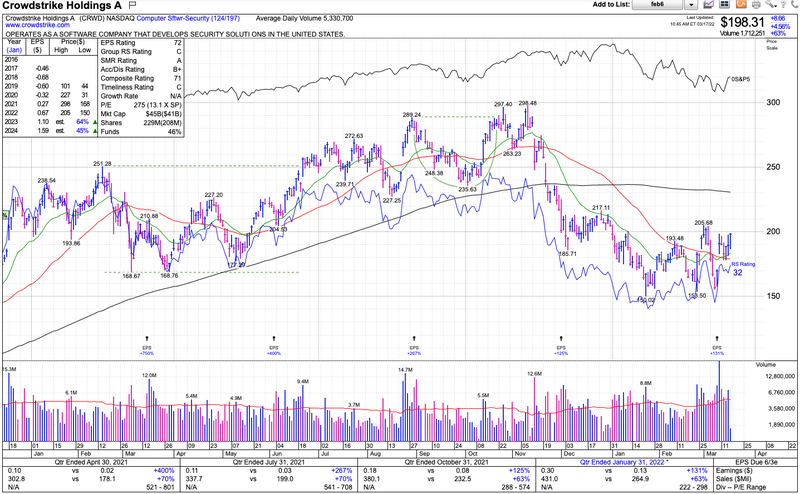 Crowdstrike Holdings A
Add to List: feb6
Crowdstrike Holdings A (CRWD) NASDAQ Computer Sftwr-Security (124/197) Average Daily Volume 5,330,700
www.crowdstrike.com
Last Updated:
10:45 AM ET 03/17/22
$198.31
+8.66
+4.56%
Volume 1,712,251
+63%
OPERATES AS A SOFTWARE COMPANY THAT DEVELOPS SECURITY SOLUTI ONS IN THE UNITED STATES.
Year EPS Price($)
(Jan) ($) High Low
2016
2017 -0.46
2018 -0.68
2019 -0.60 101 44
2020 -0.32 227 31
2021 0.27 298 168
2022 0.67 205 150
2023 1.10 est. 64%
2024 1.59 est. 45%
EPS Rating 72
Group RS Rating C
SMR Rating A
Acc/Dis Rating B+
Composite Rating 71
Timeliness Rating C
Growth Rate N/A
P/E 275 (13.1 X SP)
Mkt Cap $45B($41B)
Shares 229M(208M)
Funds 46%
Price
Scale
0S&P5
300
250
200
150
238.54
193.86
251.28
168.67
210.88
168.76
227.20
177.29
204.53
272.63
239.71
227.25
289.24
248.38
235.63
297.40
263.23
298.48
185.71
217.11
150.02
193.48
153.50
205.68
RS Rating
32
EPS
+750%
EPS
+400%
EPS
+267%
EPS
+125%
EPS
+131%
Volume
12,800,000
6,760,000
3,580,000
1,890,000
15.3M
6.1M
12.0M
5.4M
4.9M
9.4M
3.7M
14.7M
5.5M
12.6M
8.8M
18 01 15 29 12 26 12 26 09 23 07 21 04 18 02 16 30 13 27 10 24 08 22 05 19 03 17 31 14 28 11 25 08 22
Jan Feb Mar Apr May Jun Jul Aug Sep Oct Nov Dec Jan Feb Mar Apr
Qtr Ended April 30, 2021 Qtr Ended July 31, 2021 Qtr Ended October 31, 2021 Qtr Ended January 31, 2022 * EPS Due 6/3e
0.10 vs 0.02 +400% 0.11 vs 0.03 +267% 0.18 vs 0.08 +125% 0.30 vs 0.13 +131% Earnings ($)
302.8 vs 178.1 +70% 337.7 vs 199.0 +70% 380.1 vs 232.5 +63% 431.0 vs 264.9 +63% Sales ($Mil)
N/A 521 - 801 N/A 541 - 708 N/A 288 - 574 N/A 222 - 298 Div -- P/E Range